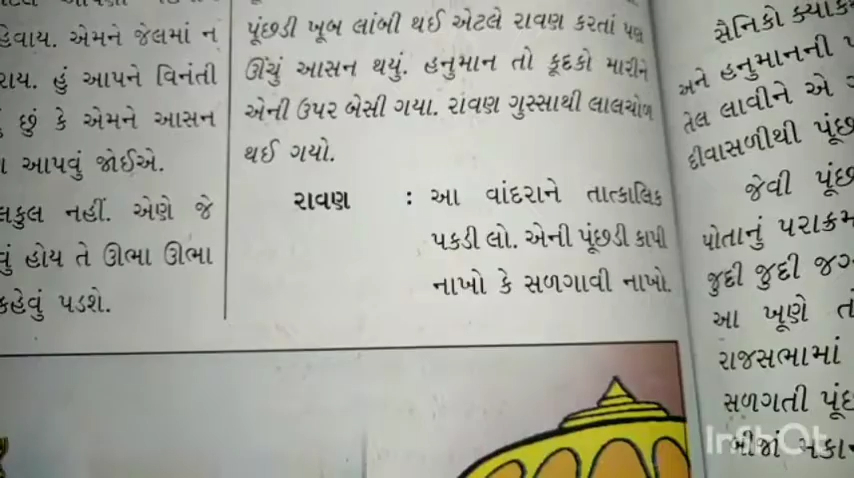 હેવાય. એમને જેલમાં ન
રાય. હું આપને વિનંતી
છું કે એમને આસન
આપવું જોઈએ.
લકુલ નહીં. એણે જે
વું હોય તે ઊભા ઊભા
કહેવું પડશે.
પૂંછડી ખૂબ લાંબી થઈ એટલે રાવણ કરતાં પણ
ઊંચું આસન થયું. હનુમાન તો કૂદકો મારીને
એની ઉપર બેસી ગયા. રાવણ ગુસ્સાથી લાલચોળ
થઈ ગયો.
રાવણ : આ વાંદરાને તાત્કાલિક
પકડી લો. એની પૂંછડી કાપી
નાખો કે સળગાવી નાખો.
સૈનિકો
અને હનુમાનની
તેલ લાવીને એ
દીવાસળીથી
જેવી
પોતાનું પરાક્રમ
જુદી જુદી
આ ખૂણે
રાજસભામાં
સળગતી
બીજાં
InShOt